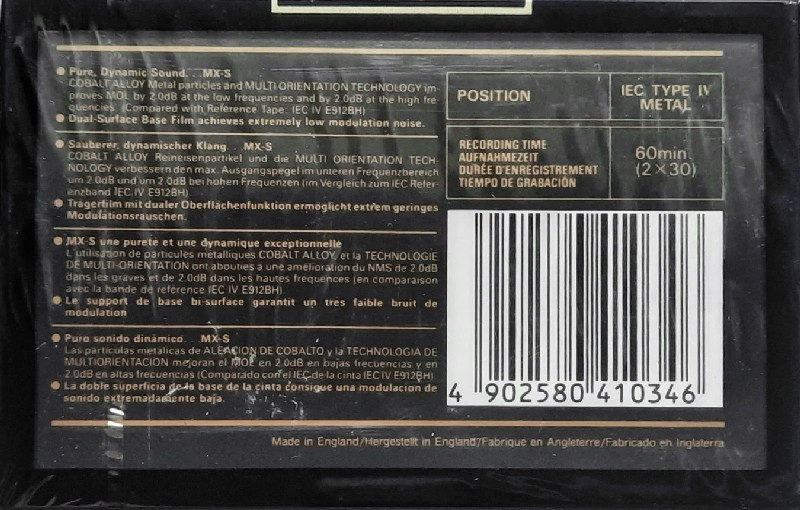 ● Pure, Dynamic Sound. . .MX-S
COBALT ALLOY Metal particles and MULTI ORIENTATION TECHNOLOGY im-
proves MOL by 2.0dB at the low frequencies and by 2.0dB at the high fre-
quencies. (Compared with Reference Tape: IEC IV E912BH)
● Dual-Surface Base Film achieves extremely low modulation noise.
● Sauberer, dynamischer Klang. . .MX-S
COBALT ALLOY Reineisenpartikel und die MULTI ORIENTATION TECH-
NOLOGY verbessern den max. Ausgangspegel im unteren Frequenzbereich
um 2.0dB und um 2.0dB bei hohen Frequenzen (im Vergleich zum IEC Refer-
enzband IEC IV E912BH)
● Trägerfilm mit dualer Oberflächenfunktion ermöglicht extrem geringes
Modulationsrauschen.
● MX-S une purete et une dynamique exceptionnelle
L'utilisation de particules metalliques COBALT ALLOY, et la TECHNOLOGIE
DE MULTI-ORIENTATION ont abouties a une amelioration du NMS de 2.0dB
dans les graves et de 2.0dB dans les hautes frequences (en comparaison
avec la bande de reference IEC IV E912BH)
● Le support de base bi-surface garantit un tres faible bruit de
modulation
● Puro sonido dinámico. . .MX-S
Las particulas metalicas de ALEACION DE COBALTO y la TECHNOLOGIA DE
MULTIORIENTACION mejoran el MOL en 2.0dB en bajas frecuencias y en
2.0dB en altas frecuencias (Comparado con el IEC de la cinta IEC IV E912BH)
● La doble superficia de la base de la cinta consigue una modulacion de
sonido extremadamente baja.
POSITION
IEC TYPE IV
METAL
RECORDING TIME
AUFNAHMEZEIT
DURÉE D'ENREGISTREMENT
TIEMPO DE GRABACIÓN
60min.
(2×30)
4 902580 410346
Made in England/Hergestellt in England/Fabrique en Angleterre/Fabricado en Inglaterra